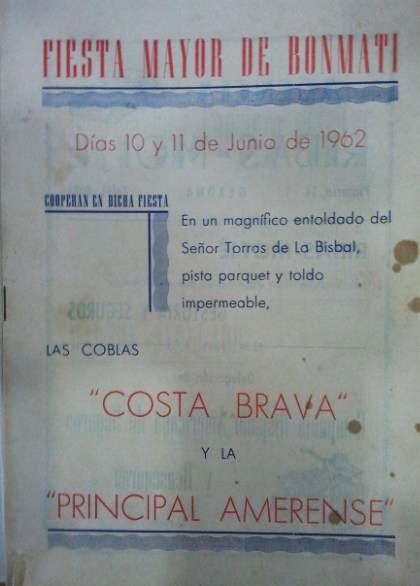 FIESTA MAYOR DE BONMATI
Días 10 y 11 de Junio de 1962
COOPERAN EN DICHA FIESTA
En un magnífico entoldado del
Señor Torras de La Bisbal,
pista parquet y toldo
impermeable,
LAS COBLAS
"COSTA BRAVA"
Y LA
"PRINCIPAL AMERENSE"